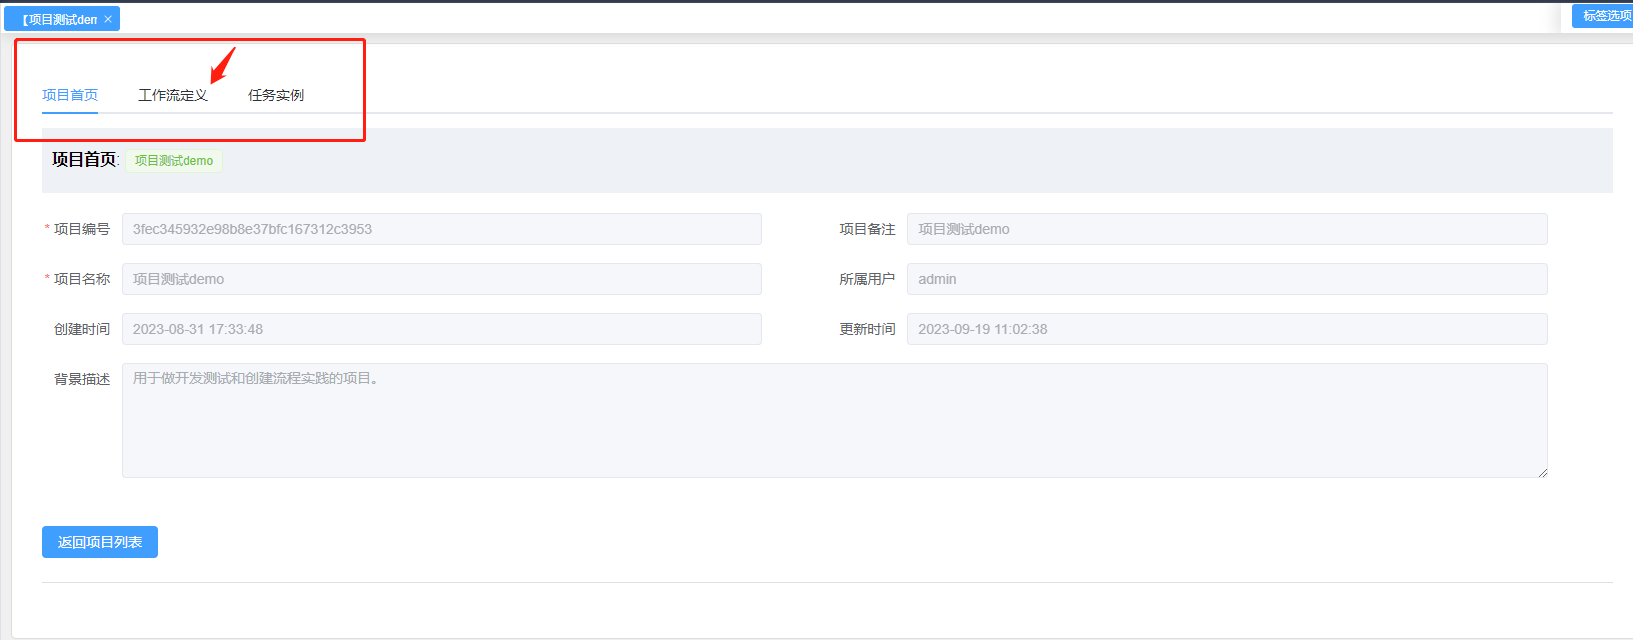 【项目测试dem ×
标签选项
项目首页 工作流定义 任务实例
项目首页: 项目测试demo
* 项目编号 3fec345932e98b8e37bfc167312c3953 项目备注 项目测试demo
* 项目名称 项目测试demo 所属用户 admin
创建时间 2023-08-31 17:33:48 更新时间 2023-09-19 11:02:38
背景描述 用于做开发测试和创建流程实践的项目。
返回项目列表